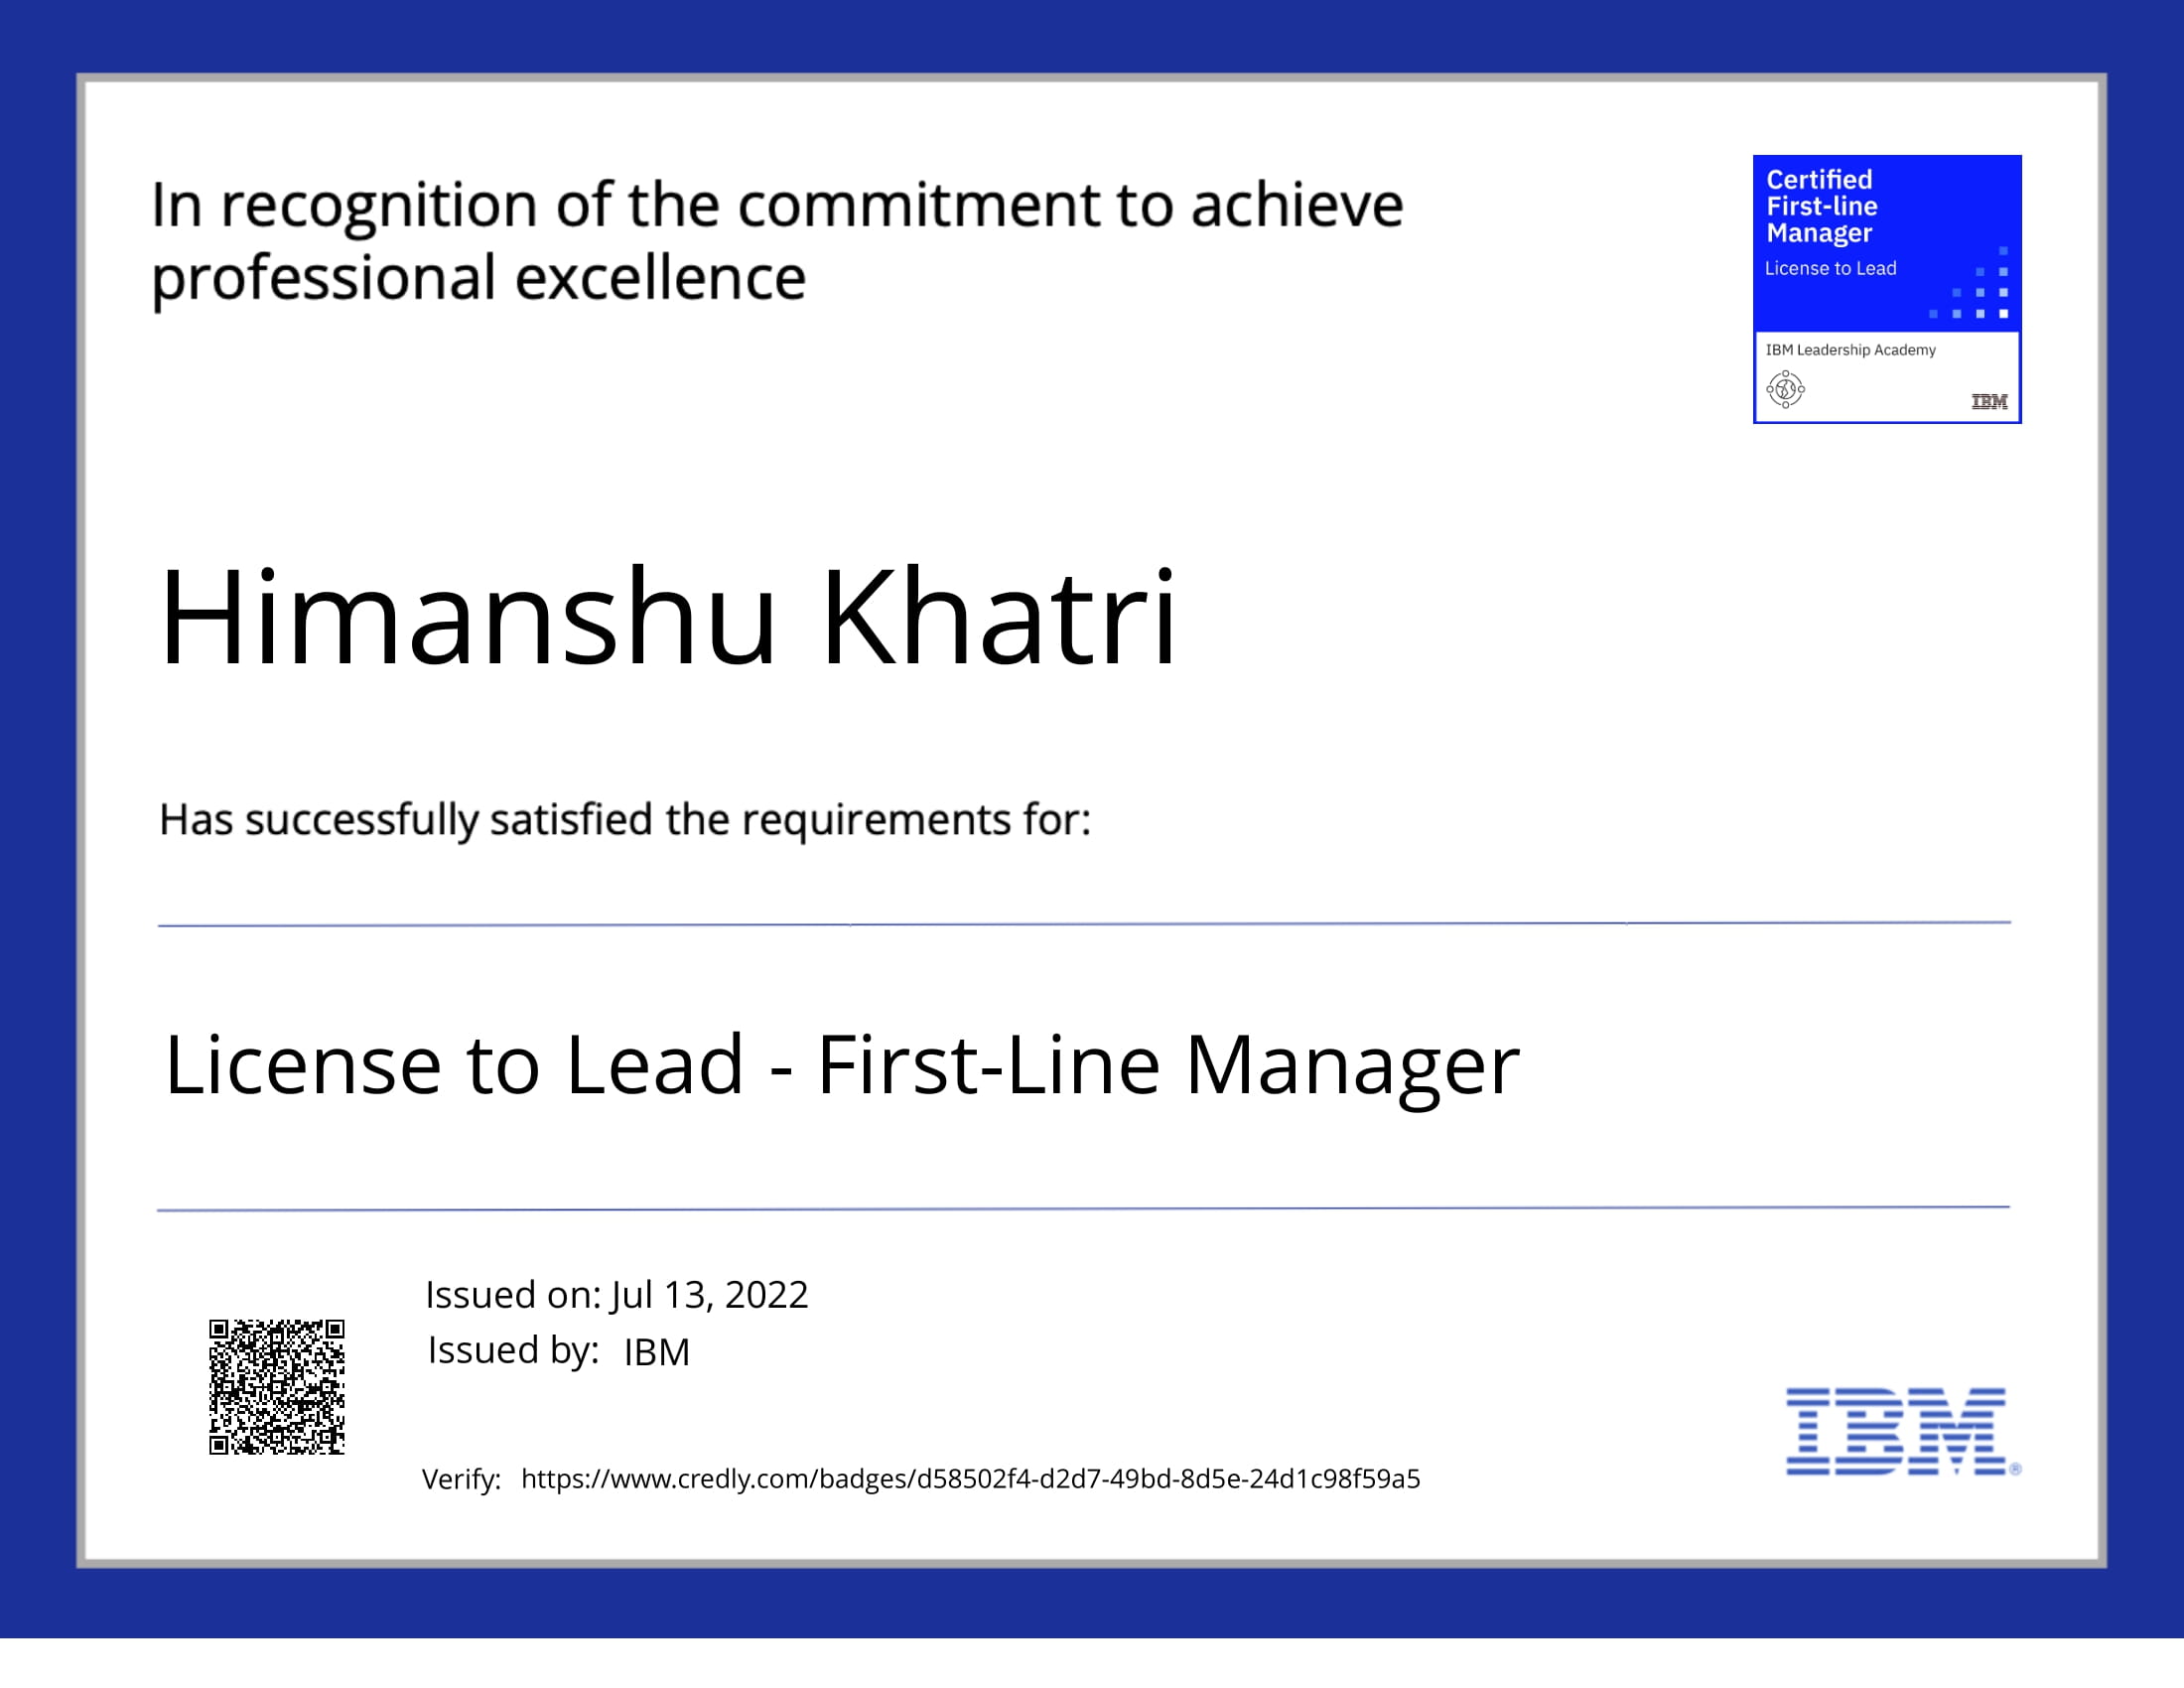 In recognition of the commitment to achieve
professional excellence
Certified
First-line
Manager
License to Lead
IBM Leadership Academy
IBM
Himanshu Khatri
Has successfully satisfied the requirements for:
License to Lead - First-Line Manager
Issued on: Jul 13, 2022
Issued by: IBM
Verify: https://www.credly.com/badges/d58502f4-d2d7-49bd-8d5e-24d1c98f59a5
IBM®